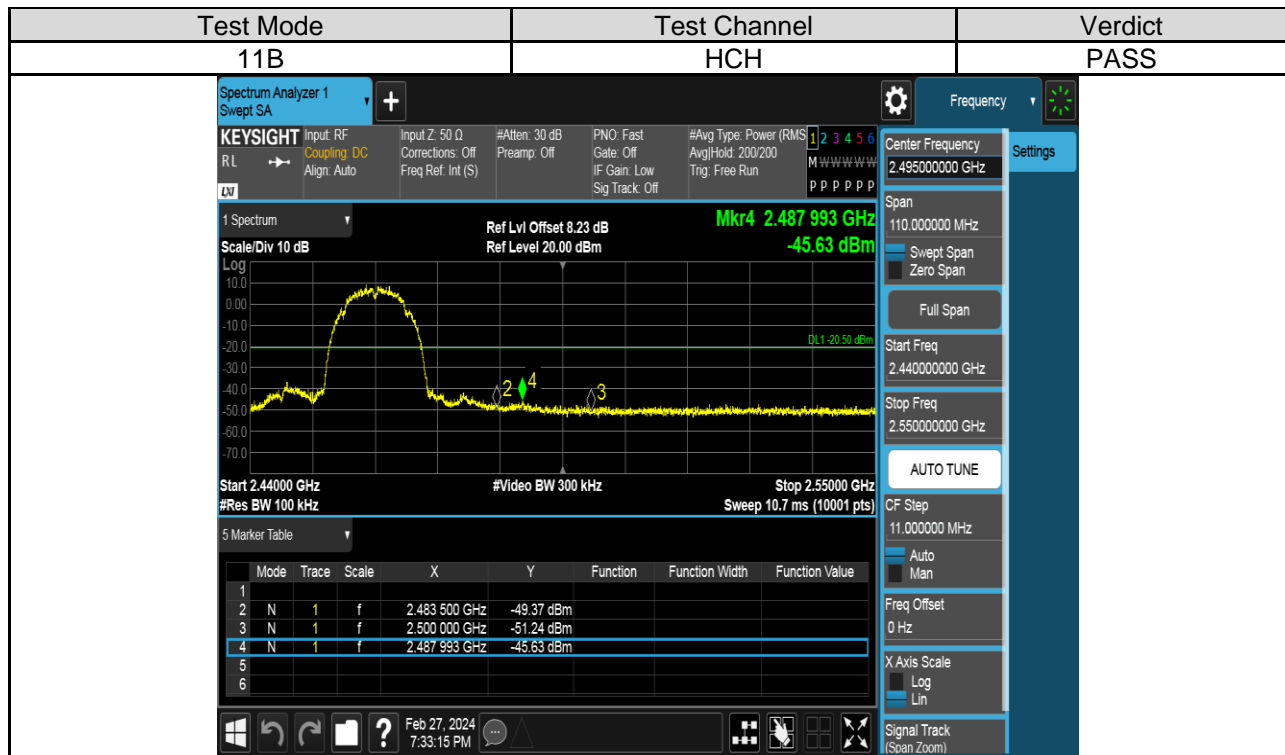 Test Mode Test Channel Verdict
11B HCH PASS
Spectrum Analyzer 1
Swept SA
+
Frequency
KEYSIGHT
RL
LXI
Input: RF
Coupling: DC
Align: Auto
Input Z: 50 Ω
Corrections: Off
Freq Ref: Int (S)
#Atten: 30 dB
Preamp: Off
PNO: Fast
Gate: Off
IF Gain: Low
Sig Track: Off
#Avg Type: Power (RMS
Avg|Hold: 200/200
Trig: Free Run
1 2 3 4 5 6
M W W W W W
P P P P P P
1 Spectrum
Scale/Div 10 dB
Ref Lvl Offset 8.23 dB
Ref Level 20.00 dBm
Mkr4 2.487 993 GHz
-45.63 dBm
Log
10.0
0.00
-10.0
-20.0
-30.0
-40.0
-50.0
-60.0
-70.0
DL1 -20.50 dBm
2 4 3
Start 2.44000 GHz #Video BW 300 kHz Stop 2.55000 GHz
#Res BW 100 kHz Sweep 10.7 ms (10001 pts)
5 Marker Table
Mode Trace Scale X Y Function Function Width Function Value
1
2 N 1 f 2.483 500 GHz -49.37 dBm
3 N 1 f 2.500 000 GHz -51.24 dBm
4 N 1 f 2.487 993 GHz -45.63 dBm
5
6
Center Frequency
2.495000000 GHz
Settings
Span
110.000000 MHz
Swept Span
Zero Span
Full Span
Start Freq
2.440000000 GHz
Stop Freq
2.550000000 GHz
AUTO TUNE
CF Step
11.000000 MHz
Auto
Man
Freq Offset
0 Hz
X Axis Scale
Log
Lin
Signal Track
(Span Zoom)
?
Feb 27, 2024
7:33:15 PM